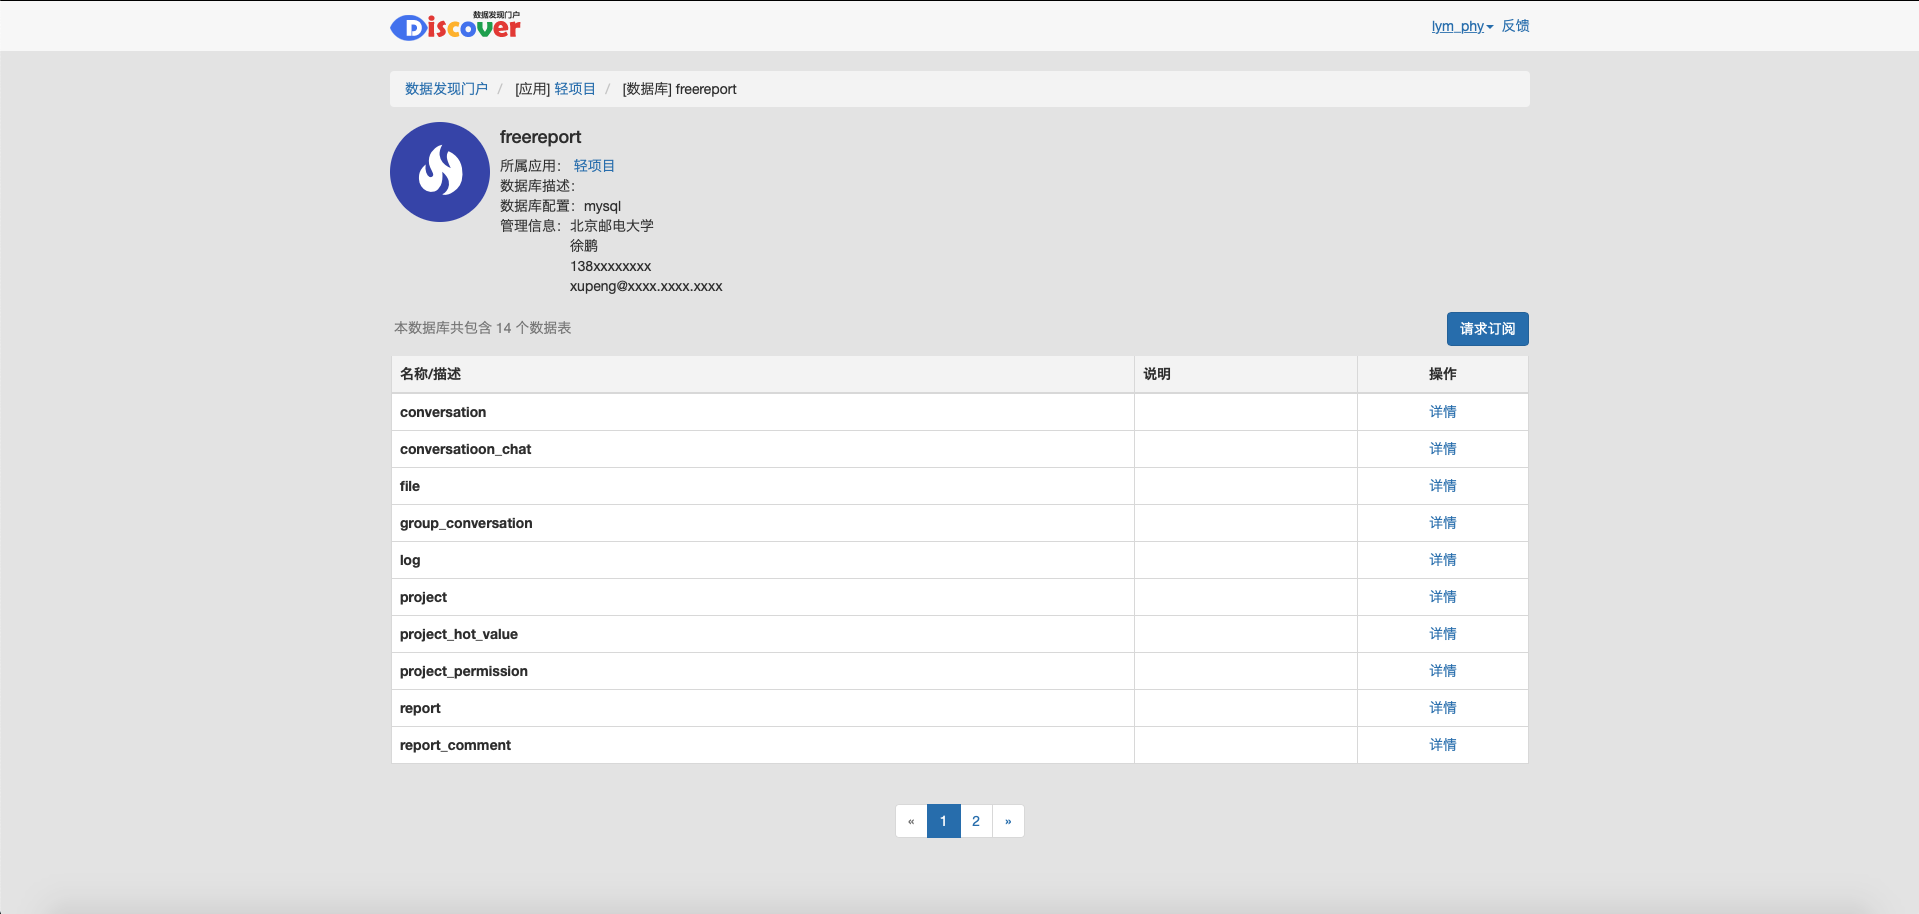 数据发现门户
Discover
lym_phy 反馈
数据发现门户 / [应用] 轻项目 / [数据库] freereport
freereport
所属应用： 轻项目
数据库描述：
数据库配置：mysql
管理信息：北京邮电大学
徐鹏
138xxxxxxxx
xupeng@xxxx.xxxx.xxxx
本数据库共包含 14 个数据表
请求订阅
名称/描述 说明 操作
conversation 详情
conversatioon_chat 详情
file 详情
group_conversation 详情
log 详情
project 详情
project_hot_value 详情
project_permission 详情
report 详情
report_comment 详情
« 1 2 »